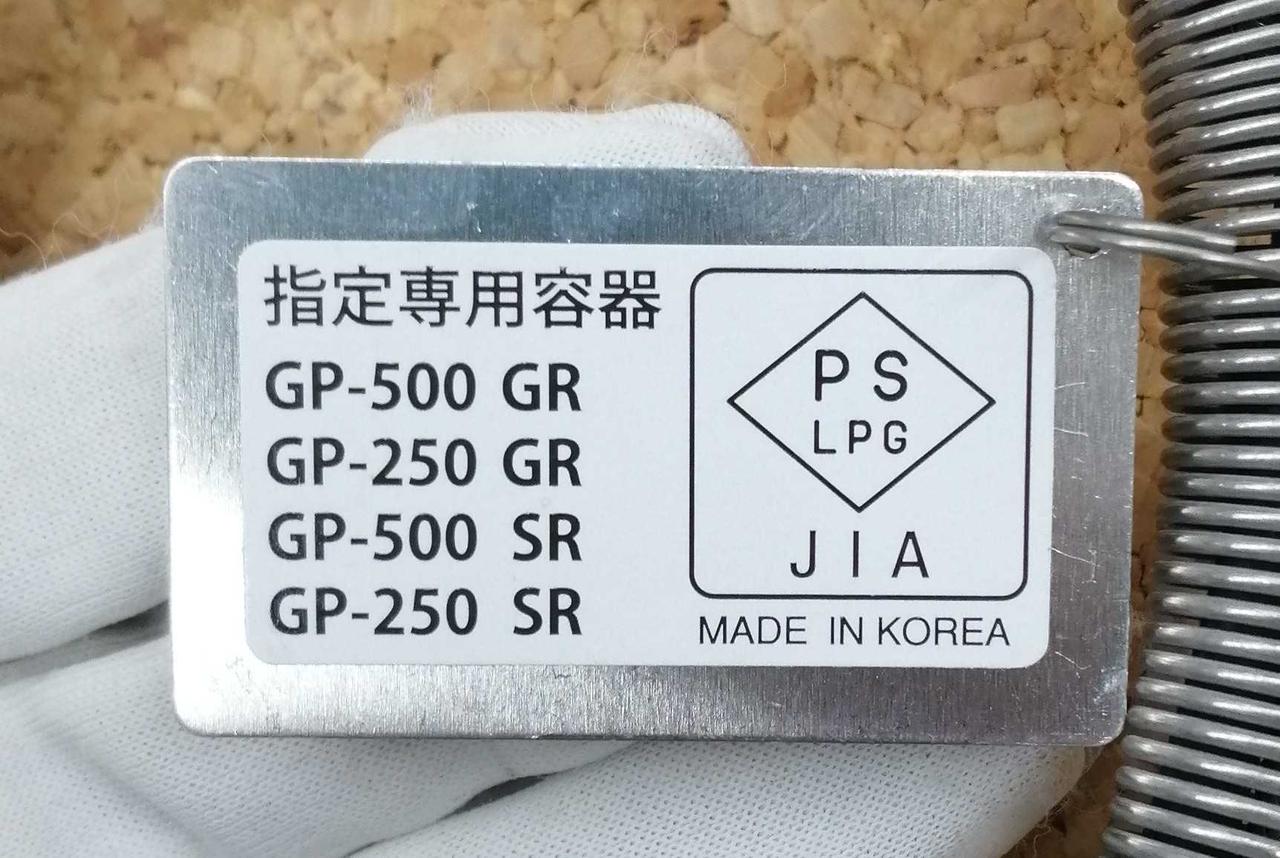 指定専用容器
GP-500 GR
GP-250 GR
GP-500 SR
GP-250 SR
PS
LPG
JIA
MADE IN KOREA